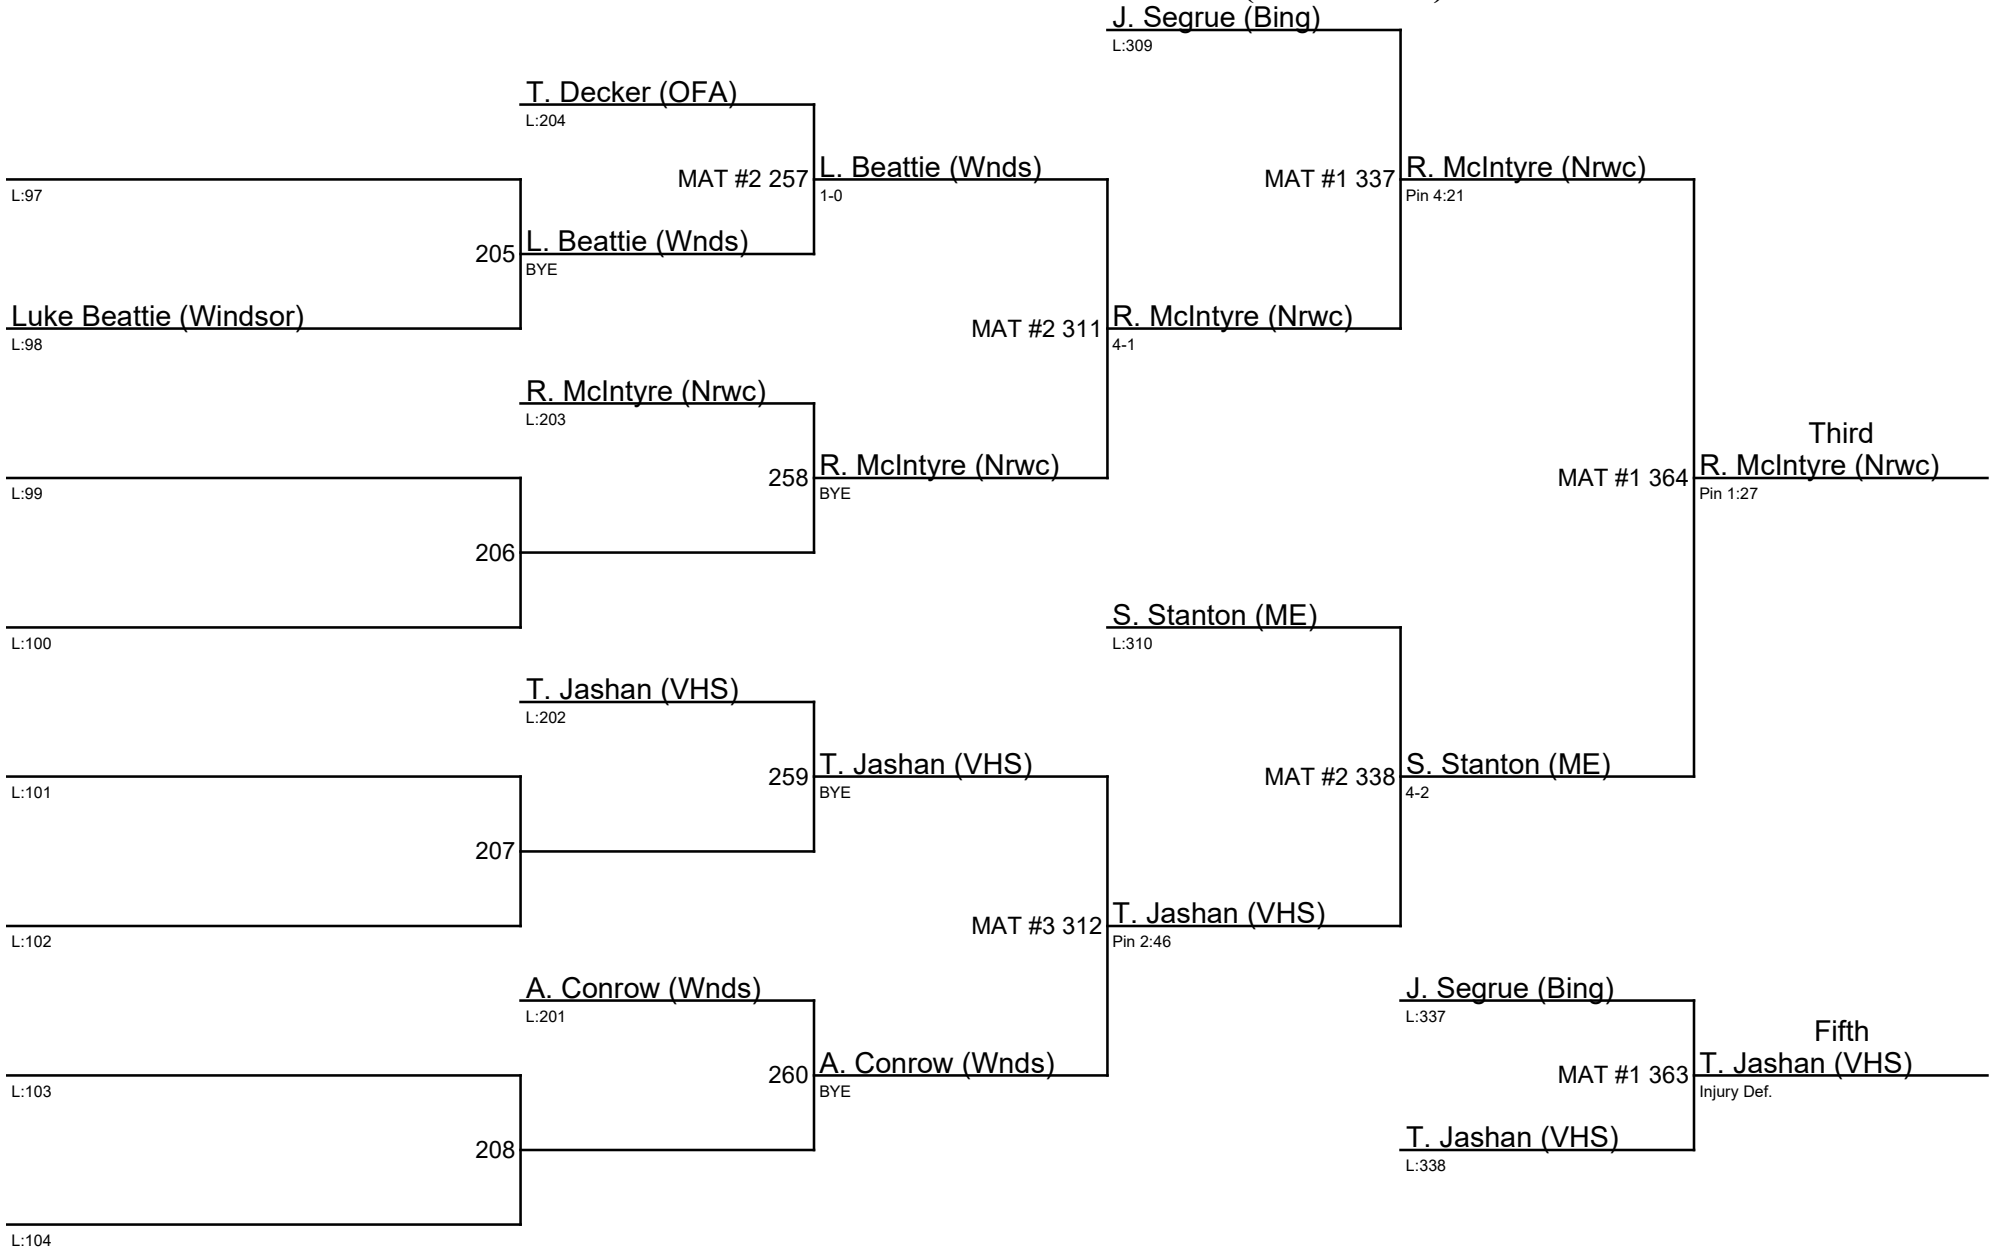 J. Segrue (Bing)
L:309
T. Decker (OFA)
L:204
MAT #2 257
L. Beattie (Wnds)
1-0
MAT #1 337
R. McIntyre (Nrwc)
Pin 4:21
L:97
205
L. Beattie (Wnds)
BYE
Luke Beattie (Windsor)
L:98
MAT #2 311
R. McIntyre (Nrwc)
4-1
R. McIntyre (Nrwc)
L:203
Third
258
R. McIntyre (Nrwc)
BYE
MAT #1 364
R. McIntyre (Nrwc)
Pin 1:27
L:99
206
S. Stanton (ME)
L:310
L:100
T. Jashan (VHS)
L:202
259
T. Jashan (VHS)
BYE
MAT #2 338
S. Stanton (ME)
4-2
L:101
207
MAT #3 312
T. Jashan (VHS)
Pin 2:46
L:102
A. Conrow (Wnds)
L:201
J. Segrue (Bing)
L:337
Fifth
260
A. Conrow (Wnds)
BYE
MAT #1 363
T. Jashan (VHS)
Injury Def.
L:103
208
T. Jashan (VHS)
L:338
L:104